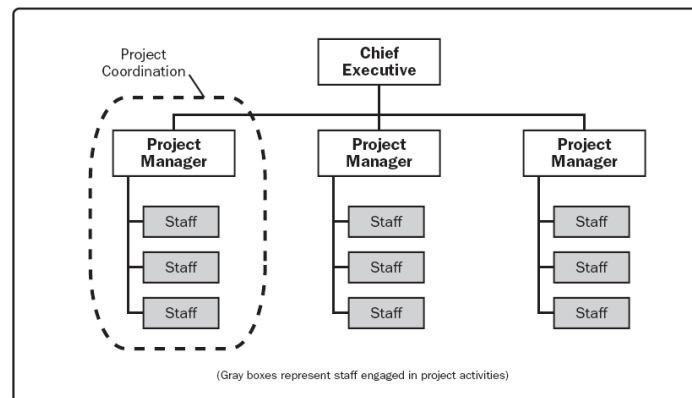 Project
Coordination
Chief
Executive
Project
Manager
Project
Manager
Project
Manager
Staff
Staff
Staff
Staff
Staff
Staff
Staff
Staff
Staff
(Gray boxes represent staff engaged in project activities)